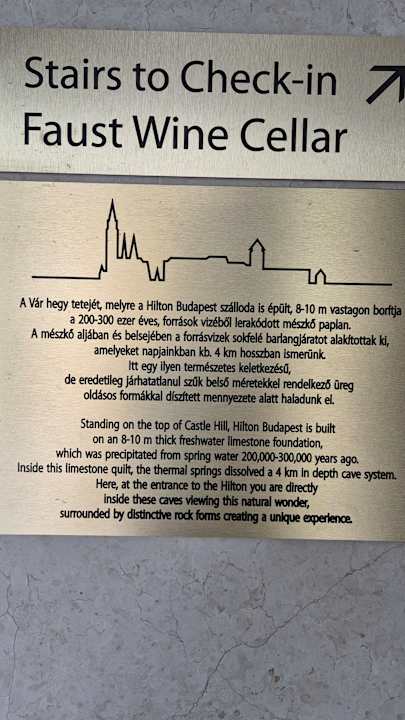 Stairs to Check-in
Faust Wine Cellar
A Vár hegy tetejét, melyre a Hilton Budapest szálloda is épült, 8-10 m vastagon borítja
a 200-300 ezer éves, források vizéből lerakódott mészkő paplan.
A mészkő aljában és belsejében a forrásvizek sokfelé barlangjáratot alakítottak ki,
amelyeket napjainkban kb. 4 km hosszban ismerünk.
Itt egy ilyen természetes keletkezésű,
de eredetileg járhatatlanul szűk belső méretekkel rendelkező üreg
oldásos formákkal díszített mennyezete alatt haladunk el.
Standing on the top of Castle Hill, Hilton Budapest is built
on an 8-10 m thick freshwater limestone foundation,
which was precipitated from spring water 200,000-300,000 years ago.
Inside this limestone quilt, the thermal springs dissolved a 4 km in depth cave system.
Here, at the entrance to the Hilton you are directly
inside these caves viewing this natural wonder,
surrounded by distinctive rock forms creating a unique experience.